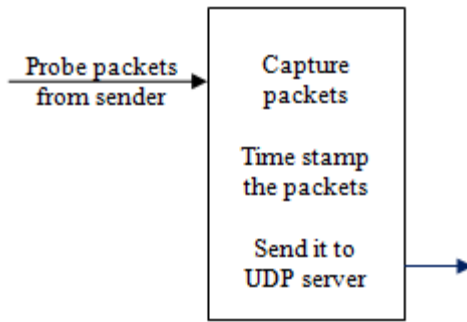 Probe packets
from sender
Capture
packets
Time stamp
the packets
Send it to
UDP server